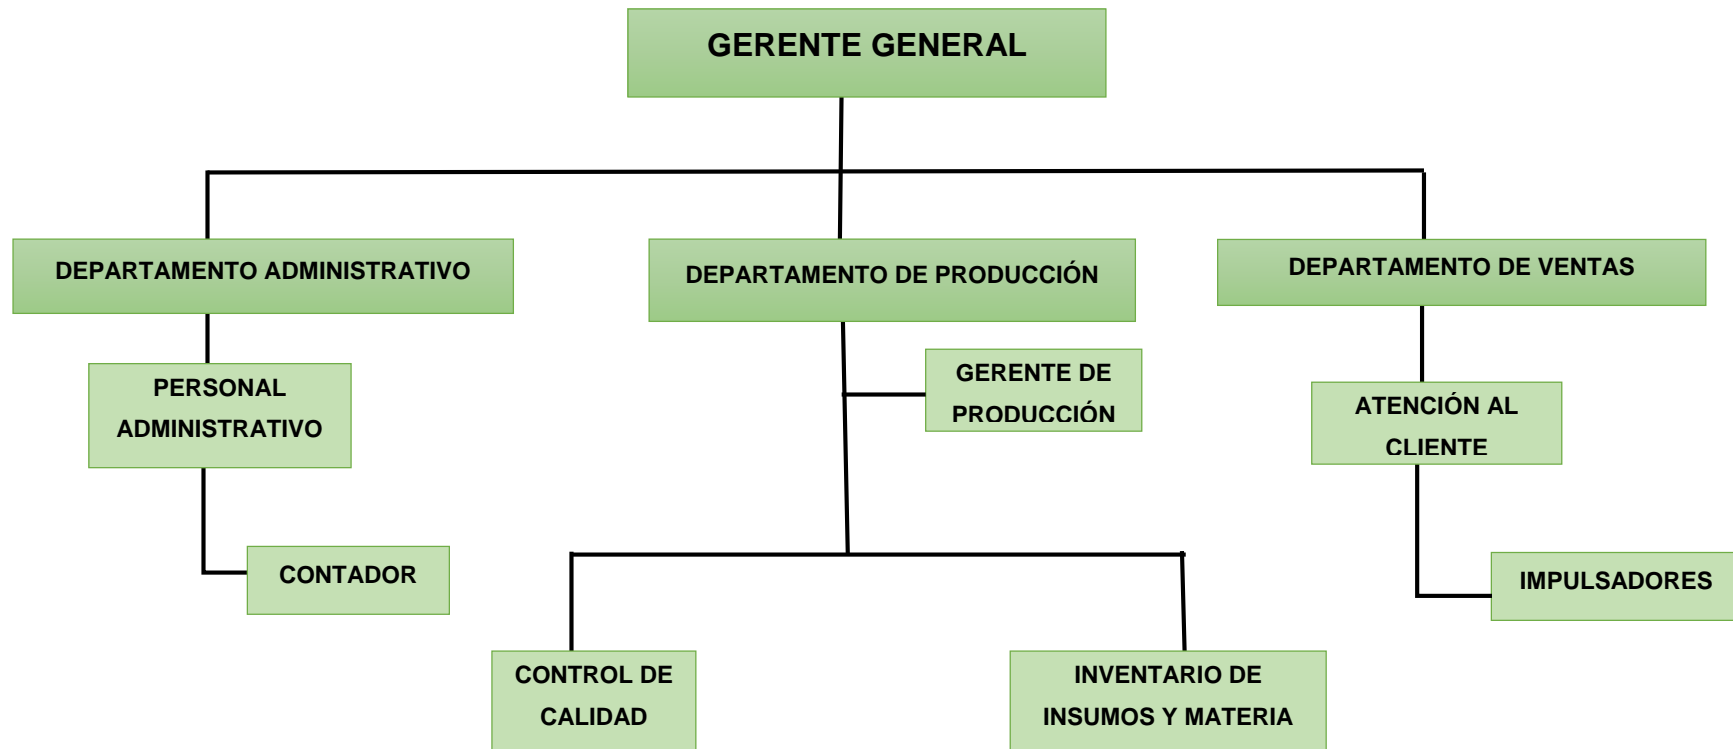 GERENTE GENERAL
DEPARTAMENTO ADMINISTRATIVO
DEPARTAMENTO DE PRODUCCIÓN
DEPARTAMENTO DE VENTAS
PERSONAL
ADMINISTRATIVO
GERENTE DE
PRODUCCIÓN
ATENCIÓN AL
CLIENTE
CONTADOR
IMPULSADORES
CONTROL DE
CALIDAD
INVENTARIO DE
INSUMOS Y MATERIA